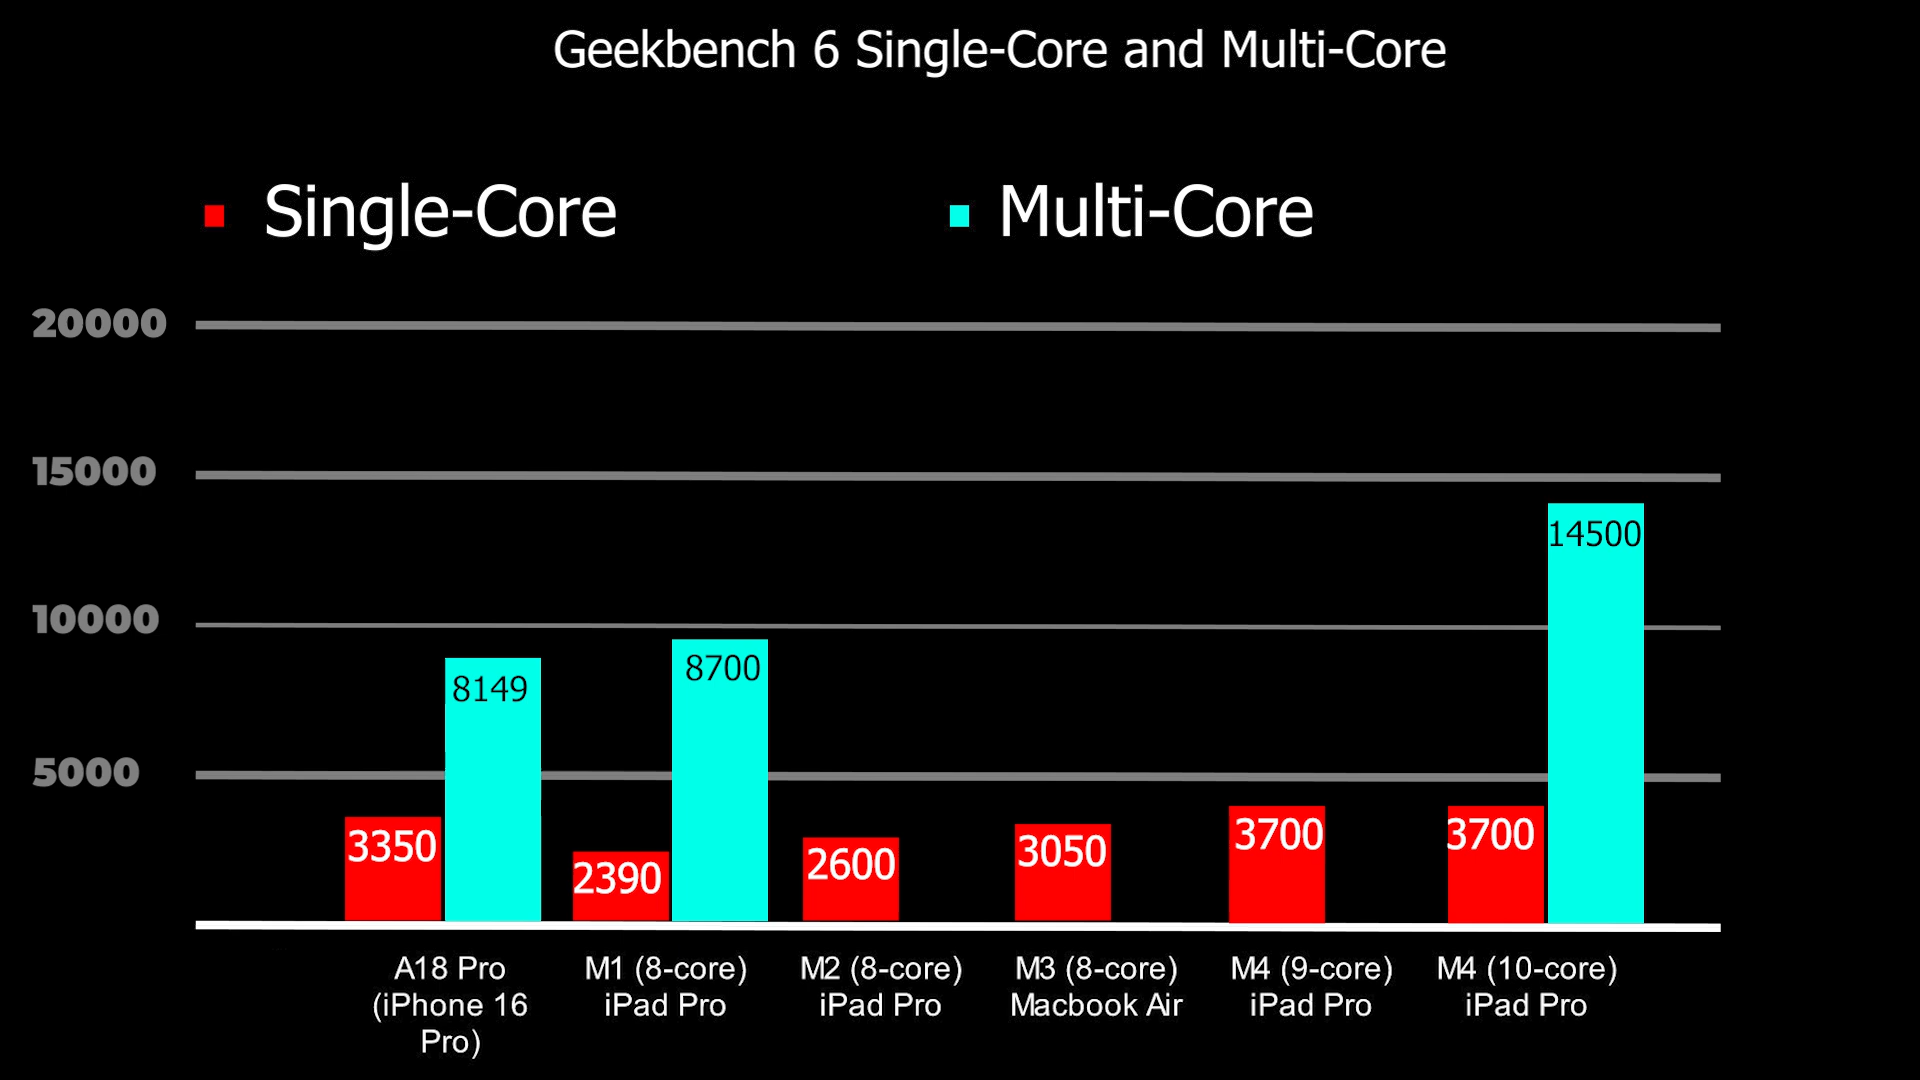 Geekbench 6 Single-Core and Multi-Core
Single-Core
Multi-Core
20000
15000
10000
5000
3350
8149
2390
8700
2600
3050
3700
3700
14500
A18 Pro
(iPhone 16
Pro)
M1 (8-core)
iPad Pro
M2 (8-core)
iPad Pro
M3 (8-core)
Macbook Air
M4 (9-core)
iPad Pro
M4 (10-core)
iPad Pro